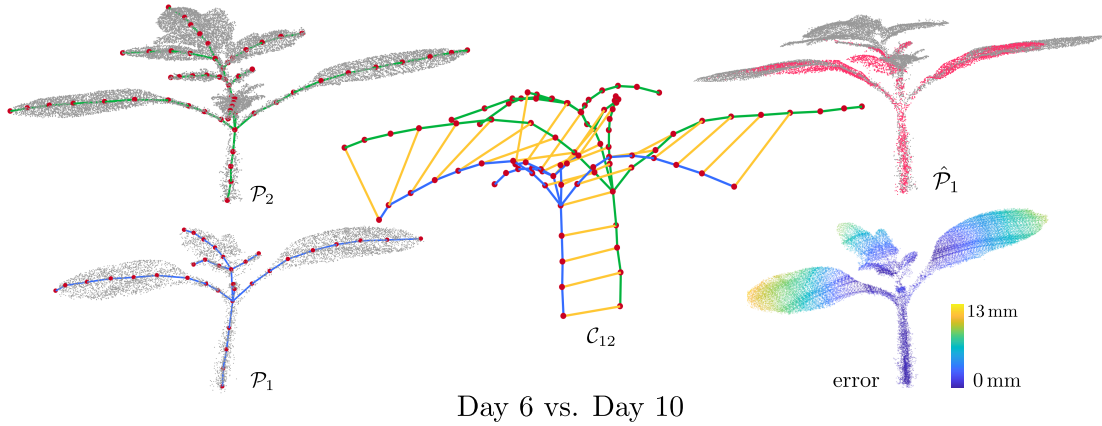 𝒫₂
𝒫̂₁
𝒫₁
𝒞₁₂
13 mm
0 mm
error
Day 6 vs. Day 10